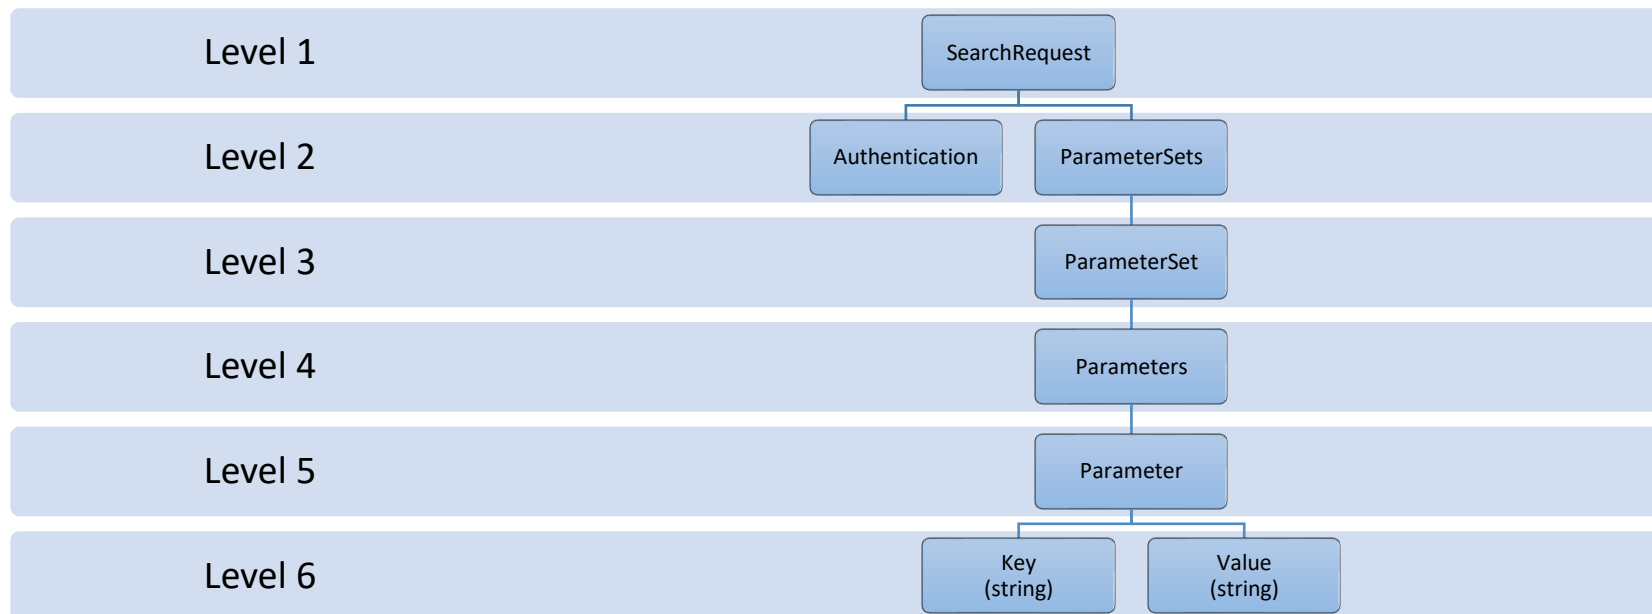 Level 1
SearchRequest
Level 2
Authentication
ParameterSets
Level 3
ParameterSet
Level 4
Parameters
Level 5
Parameter
Level 6
Key
(string)
Value
(string)